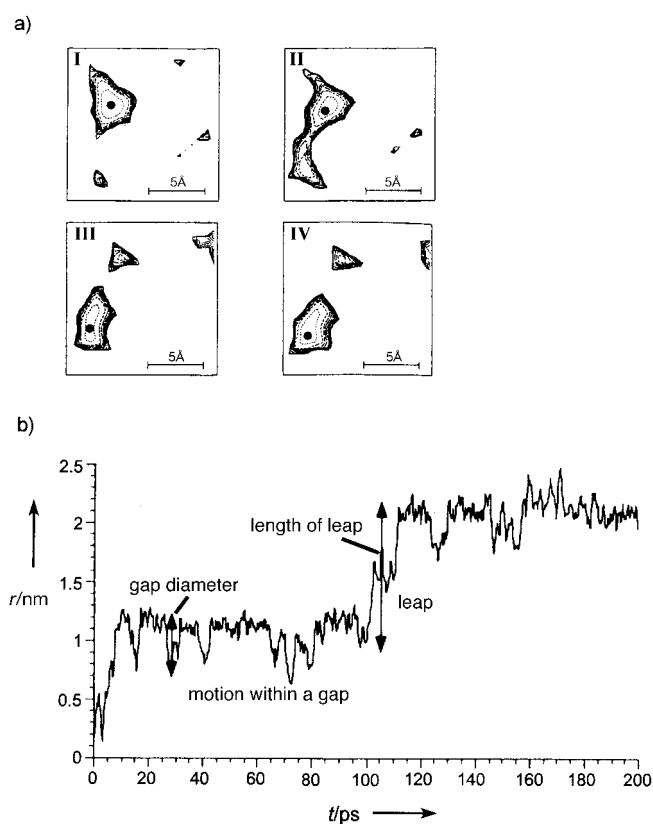 a)
I
5Å
II
5Å
III
5Å
IV
5Å
b)
2.5
2
1.5
1
0.5
0
r/nm
gap diameter
motion within a gap
length of leap
leap
0 20 40 60 80 100 120 140 160 180 200
t/ps